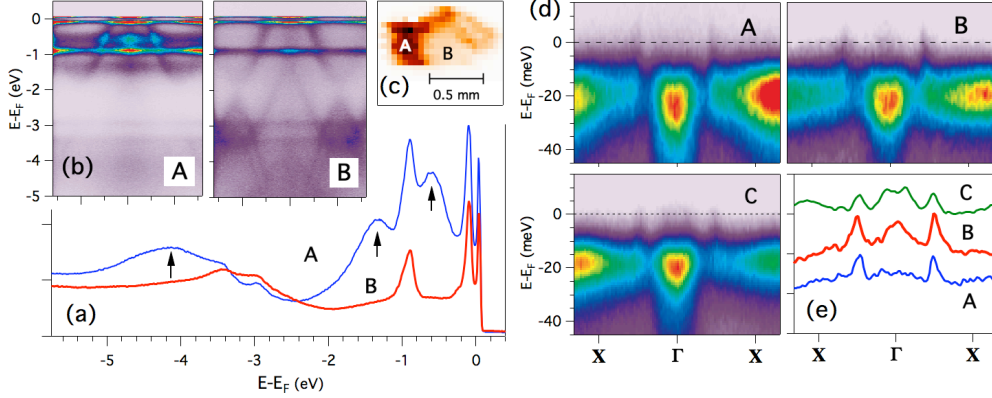 0
-1
-2
-3
-4
-5
E-E_F (eV)
(b)
A
B
A
B
(c)
0.5 mm
A
B
(a)
-5
-4
-3
-2
-1
0
E-E_F (eV)
(d)
A
B
0
-20
-40
E-E_F (meV)
C
0
-20
-40
E-E_F (meV)
X
Γ
X
C
B
A
(e)
X
Γ
X